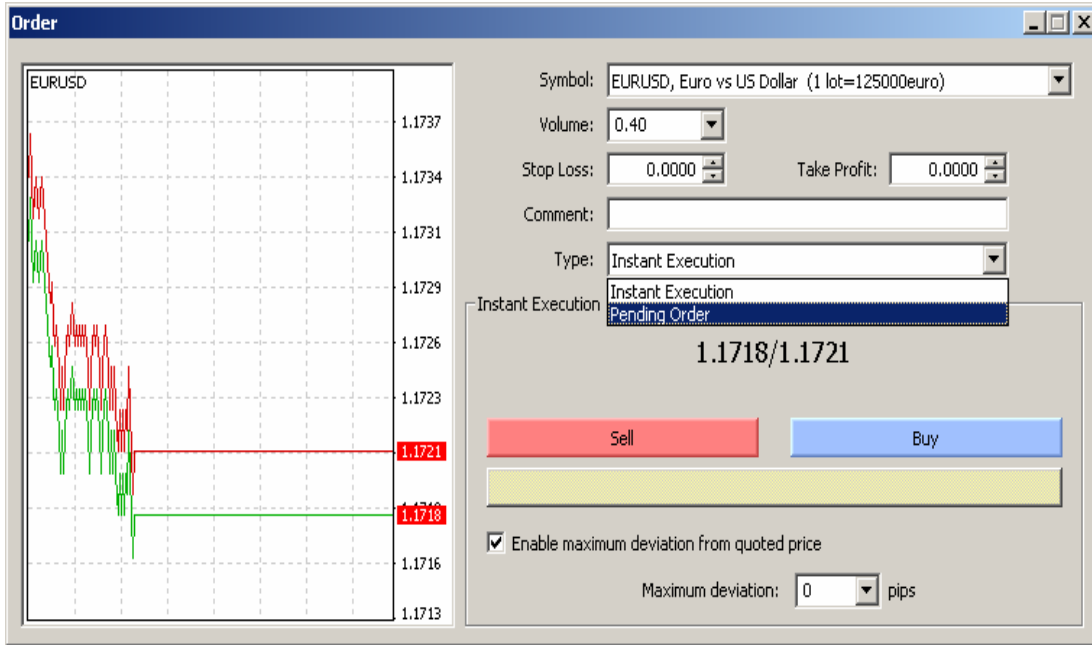 Order
EURUSD
1.1737
1.1734
1.1731
1.1729
1.1726
1.1723
1.1721
1.1718
1.1716
1.1713
Symbol: EURUSD, Euro vs US Dollar (1 lot=125000euro)
Volume: 0.40
Stop Loss: 0.0000 Take Profit: 0.0000
Comment:
Type: Instant Execution
Instant Execution
Pending Order
Instant Execution
1.1718/1.1721
Sell Buy
Enable maximum deviation from quoted price
Maximum deviation: 0 pips